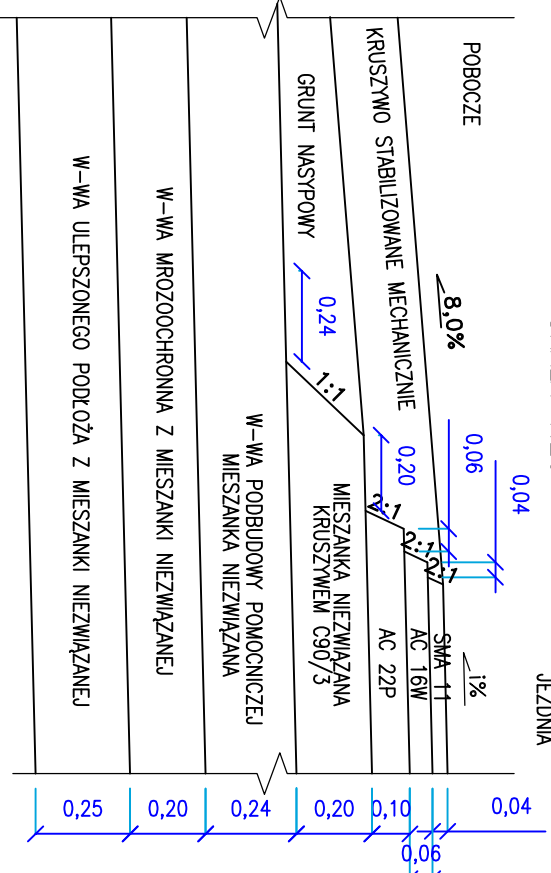 POBOCZE
JEZDNIA
8,0%
i%
KRUSZYWO STABILIZOWANE MECHANICZNIE
GRUNT NASYPOWY
0,24
1:1
0,20
0,06
0,04
2:1
2:1
2:1
SMA 11
AC 16W
AC 22P
MIESZANKA NIEZWIĄZANA
KRUSZYWEM C90/3
W-WA PODBUDOWY POMOCNICZEJ
MIESZANKA NIEZWIĄZANA
W-WA MROZOOCHRONNA Z MIESZANKI NIEZWIĄZANEJ
W-WA ULEPSZONEGO PODŁOŻA Z MIESZANKI NIEZWIĄZANEJ
0,04
0,06
0,10
0,20
0,24
0,20
0,25